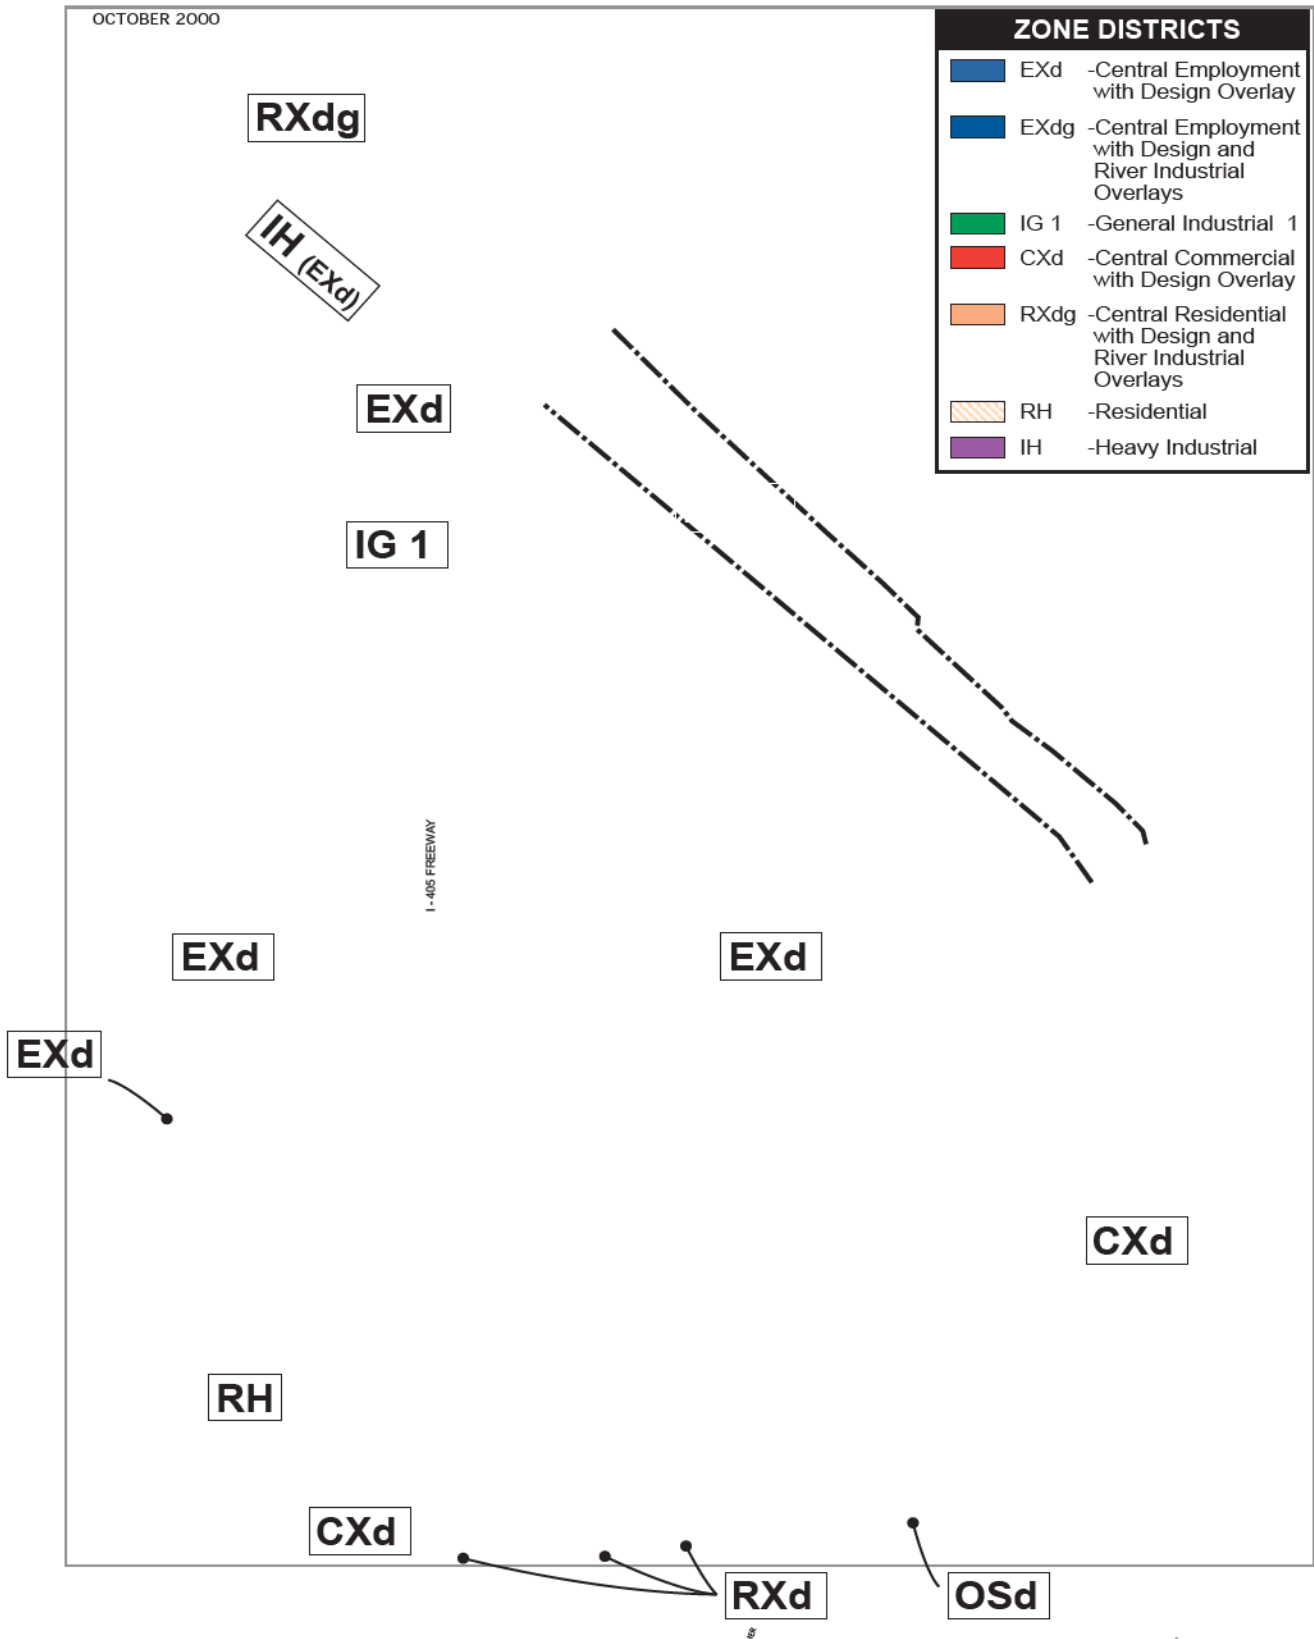 OCTOBER 2000
ZONE DISTRICTS
EXd -Central Employment
with Design Overlay
EXdg -Central Employment
with Design and
River Industrial
Overlays
IG 1 -General Industrial 1
CXd -Central Commercial
with Design Overlay
RXdg -Central Residential
with Design and
River Industrial
Overlays
RH -Residential
IH -Heavy Industrial
RXdg
IH (EXd)
EXd
IG 1
I - 405 FREEWAY
EXd
EXd
EXd
CXd
RH
CXd
RXd
OSd